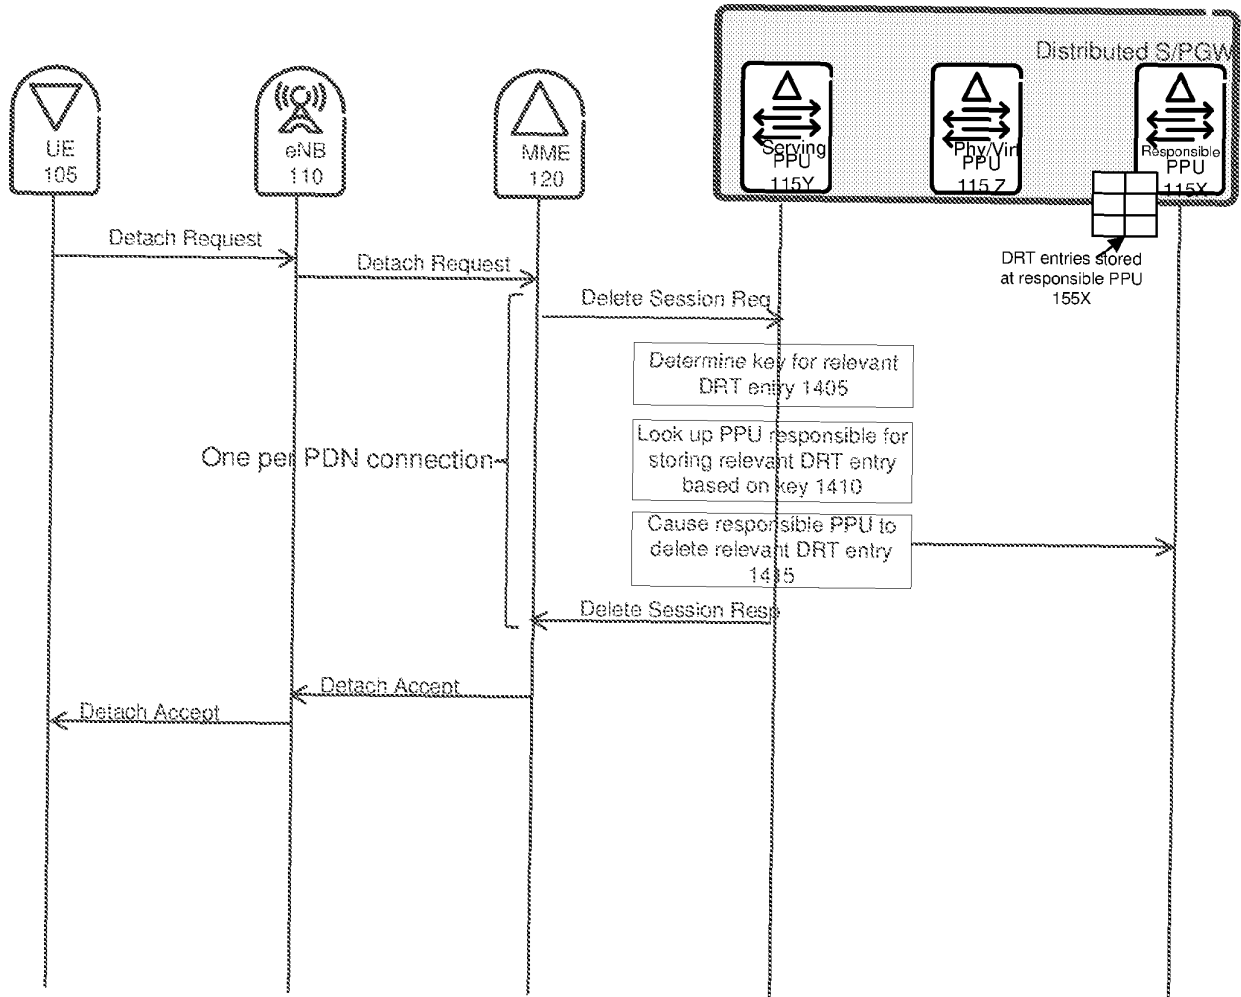 Distributed S/PGW
UE
105
eNB
110
MME
120
Serving
PPU
115Y
Phy/Virt
PPU
115 Z
Responsible
PPU
115X
DRT entries stored
at responsible PPU
155X
Detach Request
Detach Request
Delete Session Req
Determine key for relevant
DRT entry 1405
Look up PPU responsible for
storing relevant DRT entry
based on key 1410
One per PDN connection
Cause responsible PPU to
delete relevant DRT entry
1415
Delete Session Resp
Detach Accept
Detach Accept